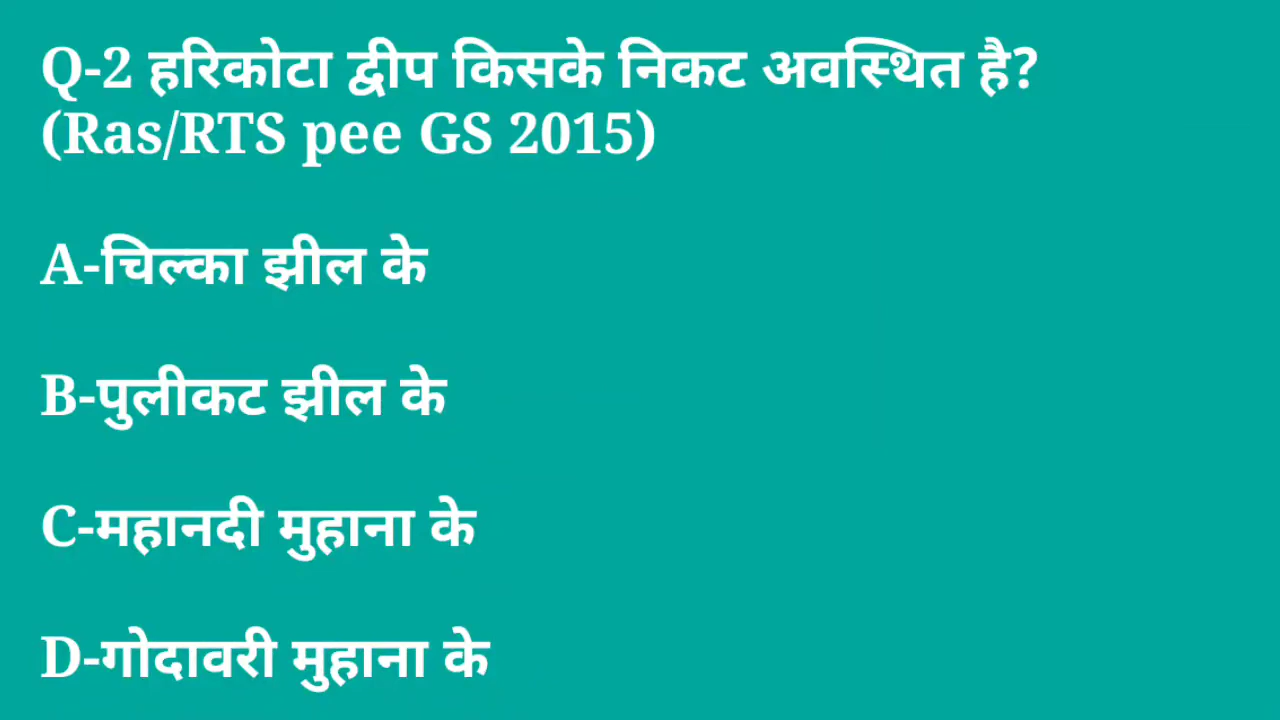 Q-2 हरिकोटा द्वीप किसके निकट अवस्थित है?
(Ras/RTS pee GS 2015)
A-चिल्का झील के
B-पुलीकट झील के
C-महानदी मुहाना के
D-गोदावरी मुहाना के